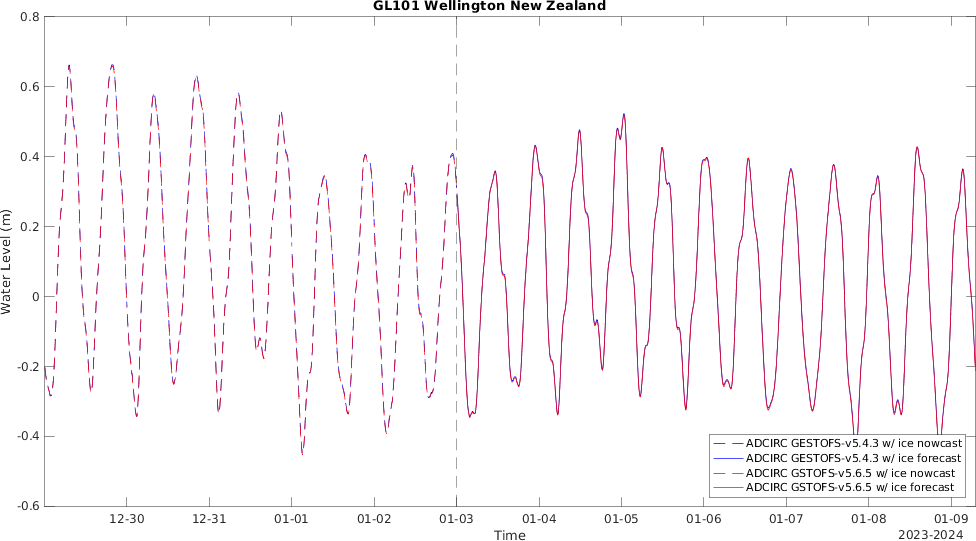 GL101 Wellington New Zealand
0.8
0.6
0.4
0.2
0
-0.2
-0.4
-0.6
Water Level (m)
ADCIRC GESTOFS-v5.4.3 w/ ice nowcast
ADCIRC GESTOFS-v5.4.3 w/ ice forecast
ADCIRC GSTOFS-v5.6.5 w/ ice nowcast
ADCIRC GSTOFS-v5.6.5 w/ ice forecast
12-30 12-31 01-01 01-02 01-03 01-04 01-05 01-06 01-07 01-08 01-09
Time
2023-2024